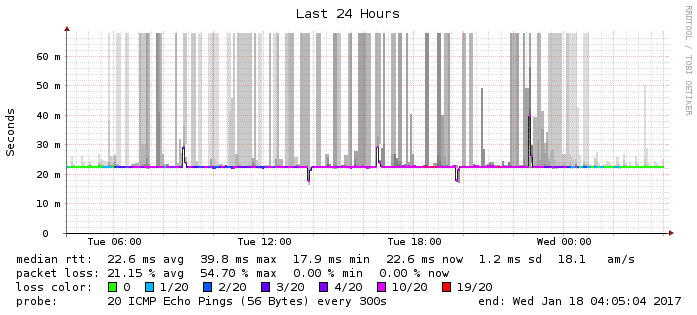 Last 24 Hours
RRDTOOL / TOBI OETIKER
Seconds
60 m
50 m
40 m
30 m
20 m
10 m
0
Tue 06:00 Tue 12:00 Tue 18:00 Wed 00:00
median rtt: 22.6 ms avg 39.8 ms max 17.9 ms min 22.6 ms now 1.2 ms sd 18.1 am/s
packet loss: 21.15 % avg 54.70 % max 0.00 % min 0.00 % now
loss color: 0 1/20 2/20 3/20 4/20 10/20 19/20
probe: 20 ICMP Echo Pings (56 Bytes) every 300s end: Wed Jan 18 04:05:04 2017